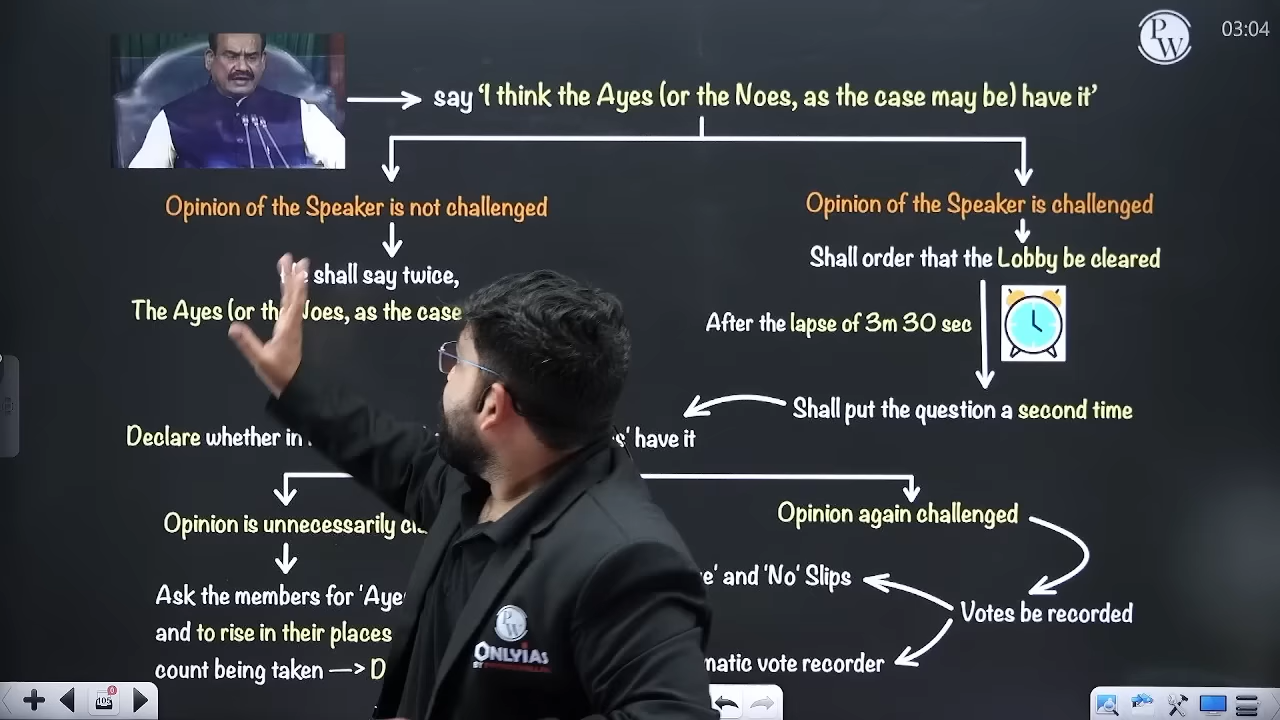 PW
03:04
say 'I think the Ayes (or the Noes, as the case may be) have it'
Opinion of the Speaker is not challenged
Opinion of the Speaker is challenged
shall say twice,
Shall order that the Lobby be cleared
The Ayes (or the Noes, as the case
After the lapse of 3m 30 sec
Shall put the question a second time
Declare whether in
have it
Opinion is unnecessarily
Opinion again challenged
Ask the members for 'Aye'
and 'No' Slips
and to rise in their places
Votes be recorded
count being taken
vote recorder
PW
ONLYIAS
105